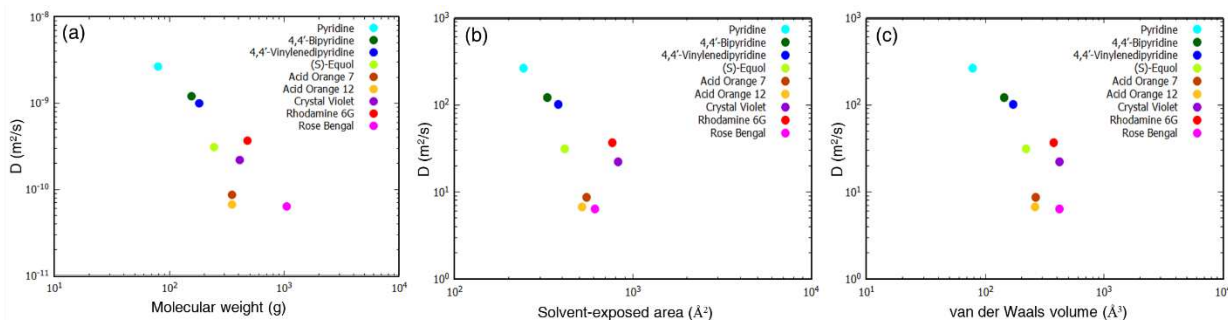 (a)
Pyridine
4,4′-Bipyridine
4,4′-Vinylenedipyridine
(S)-Equol
Acid Orange 7
Acid Orange 12
Crystal Violet
Rhodamine 6G
Rose Bengal
10⁻⁸
10⁻⁹
10⁻¹⁰
10⁻¹¹
D (m²/s)
10¹ 10² 10³ 10⁴
Molecular weight (g)
(b)
Pyridine
4,4′-Bipyridine
4,4′-Vinylenedipyridine
(S)-Equol
Acid Orange 7
Acid Orange 12
Crystal Violet
Rhodamine 6G
Rose Bengal
10³
10²
10¹
10⁰
D (m²/s)
10² 10³ 10⁴
Solvent-exposed area (Å²)
(c)
Pyridine
4,4′-Bipyridine
4,4′-Vinylenedipyridine
(S)-Equol
Acid Orange 7
Acid Orange 12
Crystal Violet
Rhodamine 6G
Rose Bengal
10³
10²
10¹
10⁰
D (m²/s)
10¹ 10² 10³ 10⁴
van der Waals volume (Å³)